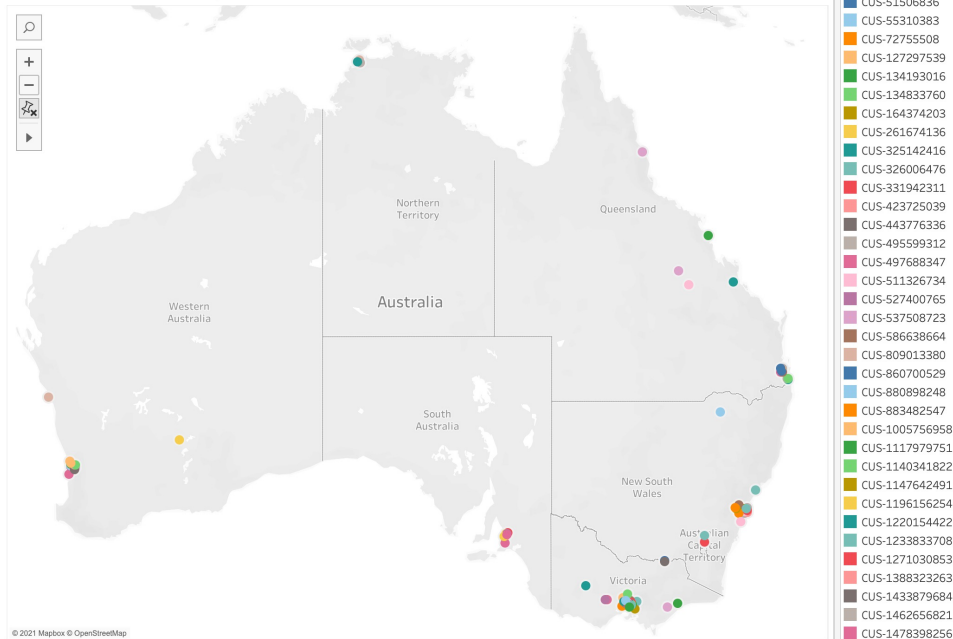 Northern
Territory
Queensland
Western
Australia
Australia
South
Australia
New South
Wales
Australian
Capital
Territory
Victoria
© 2021 Mapbox © OpenStreetMap
CUS-51506836
CUS-55310383
CUS-72755508
CUS-127297539
CUS-134193016
CUS-134833760
CUS-164374203
CUS-261674136
CUS-325142416
CUS-326006476
CUS-331942311
CUS-423725039
CUS-443776336
CUS-495599312
CUS-497688347
CUS-511326734
CUS-527400765
CUS-537508723
CUS-586638664
CUS-809013380
CUS-860700529
CUS-880898248
CUS-883482547
CUS-1005756958
CUS-1117979751
CUS-1140341822
CUS-1147642491
CUS-1196156254
CUS-1220154422
CUS-1233833708
CUS-1271030853
CUS-1388323263
CUS-1433879684
CUS-1462656821
CUS-1478398256